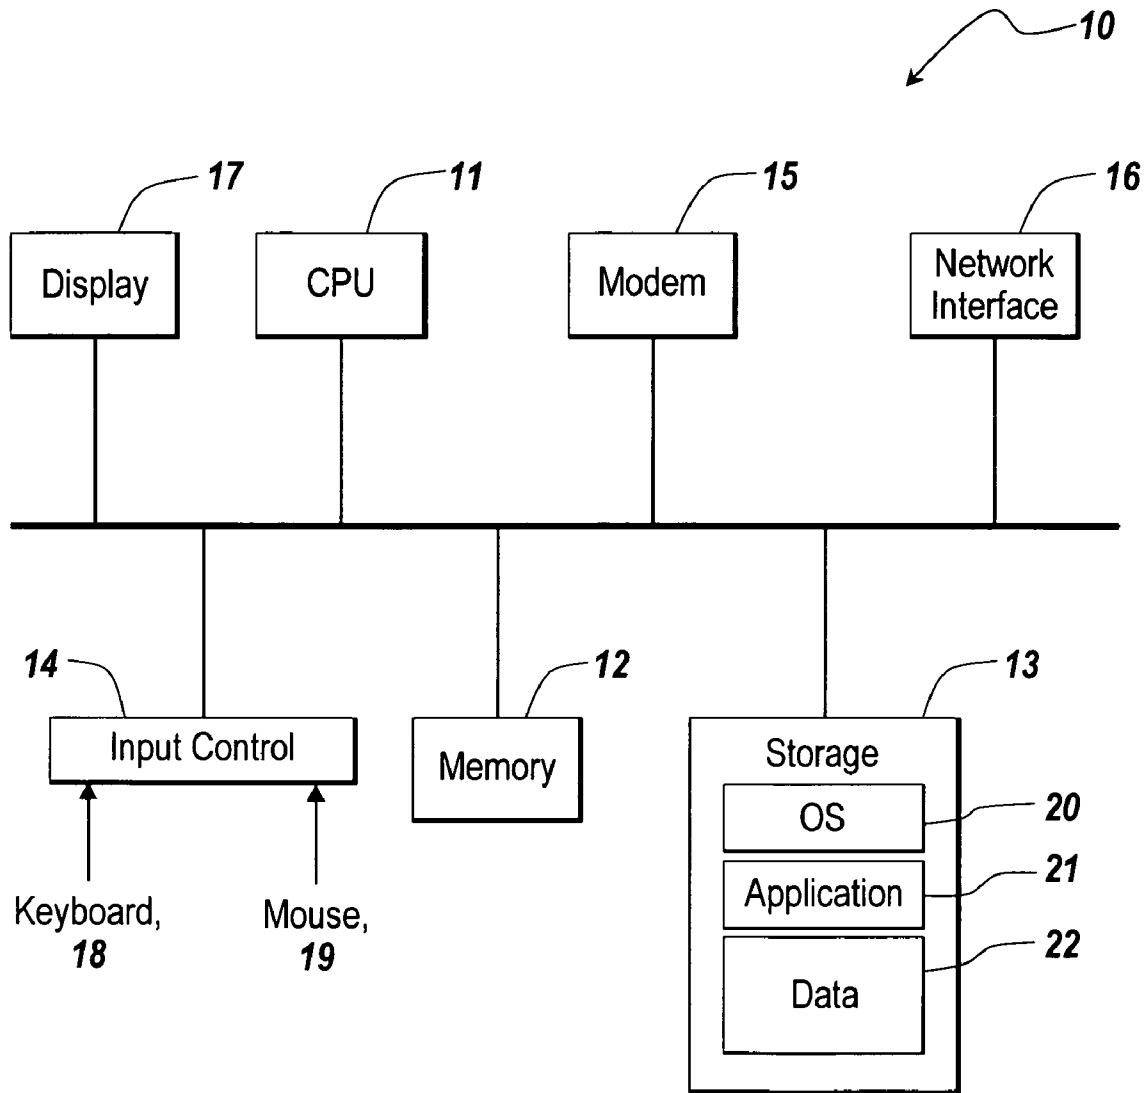 10
17
11
15
16
Display
CPU
Modem
Network
Interface
14
12
13
Input Control
Memory
Storage
OS
20
Application
21
Data
22
Keyboard,
18
Mouse,
19